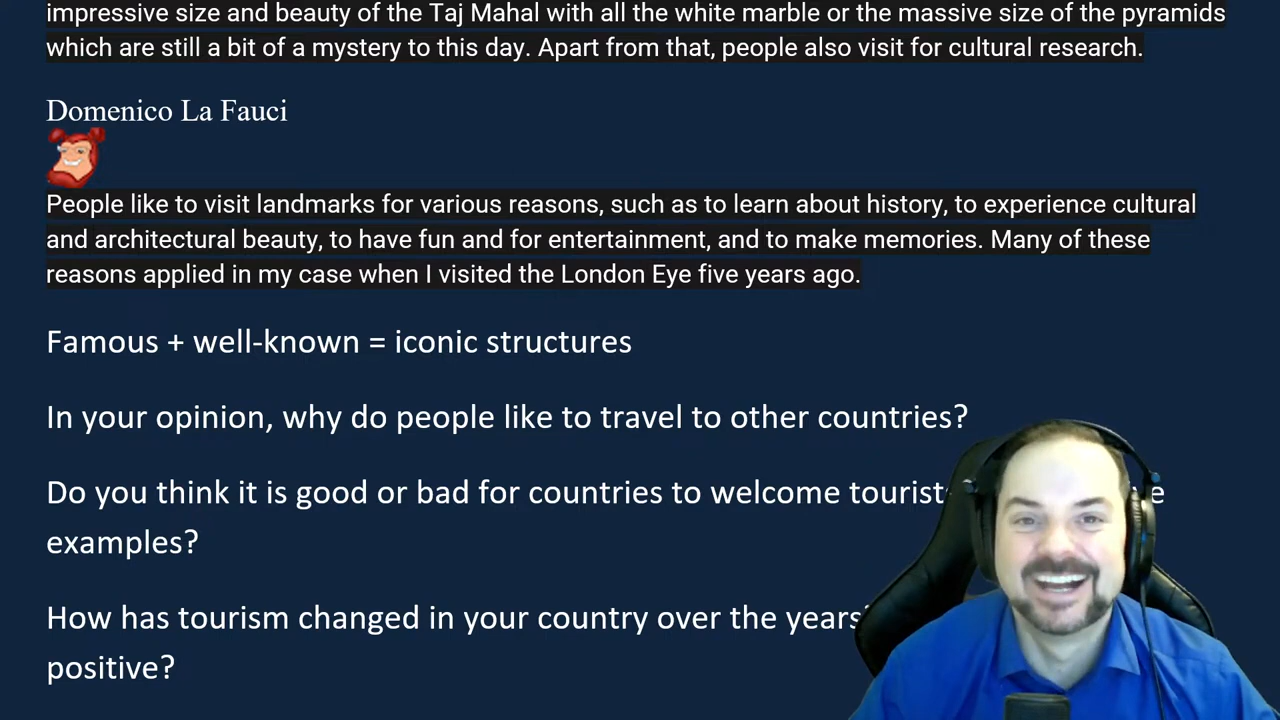 impressive size and beauty of the Taj Mahal with all the white marble or the massive size of the pyramids
which are still a bit of a mystery to this day. Apart from that, people also visit for cultural research.
Domenico La Fauci
People like to visit landmarks for various reasons, such as to learn about history, to experience cultural
and architectural beauty, to have fun and for entertainment, and to make memories. Many of these
reasons applied in my case when I visited the London Eye five years ago.
Famous + well-known = iconic structures
In your opinion, why do people like to travel to other countries?
Do you think it is good or bad for countries to welcome tourist
examples?
How has tourism changed in your country over the years
positive?